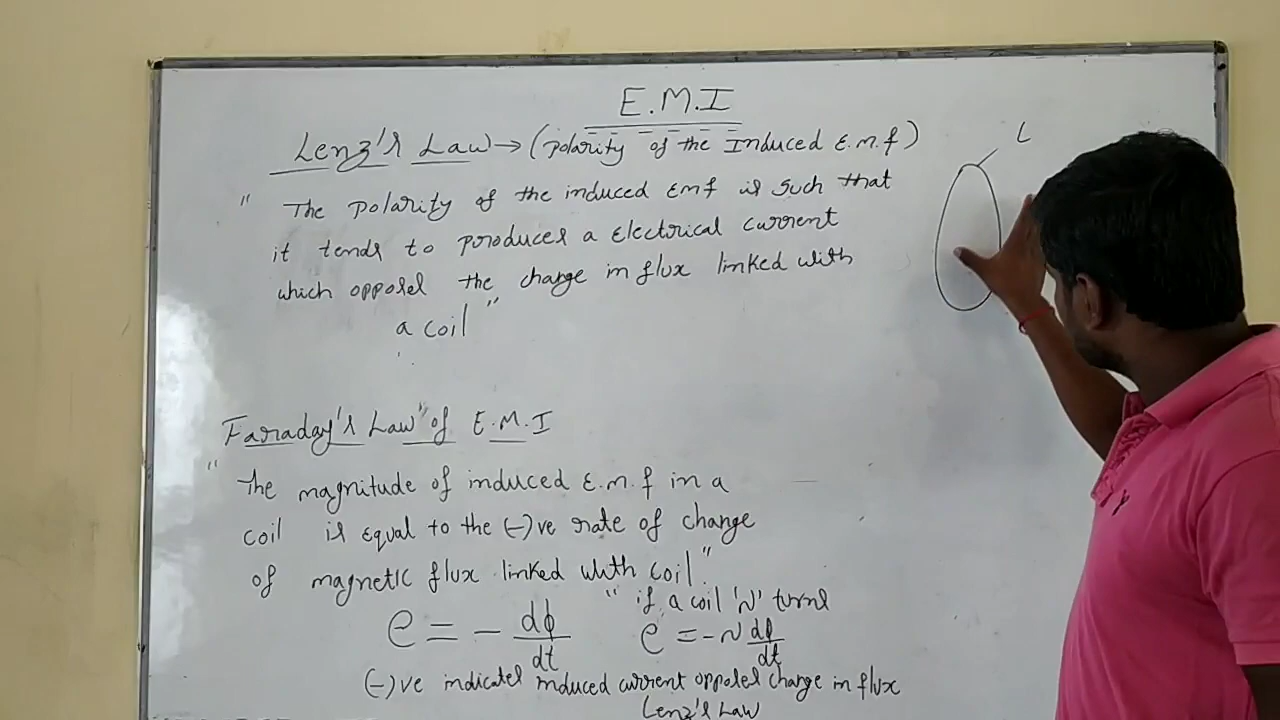 E.M.I
Lenz's Law → (Polarity of the Induced E.m.f)
" The Polarity of the induced Emf is such that
it tends to produces a Electrical current
which opposes the change in flux linked with
a coil "
L
Faraday's Law" of E.M.I
"The magnitude of induced E.m.f in a
coil is Equal to the (-)ve rate of change
of magnetic flux linked with coil."
" if a coil 'N' turns
e = - dϕ/dt e = -N dϕ/dt
(-)ve indicates induced current opposes change in flux
Lenz's Law